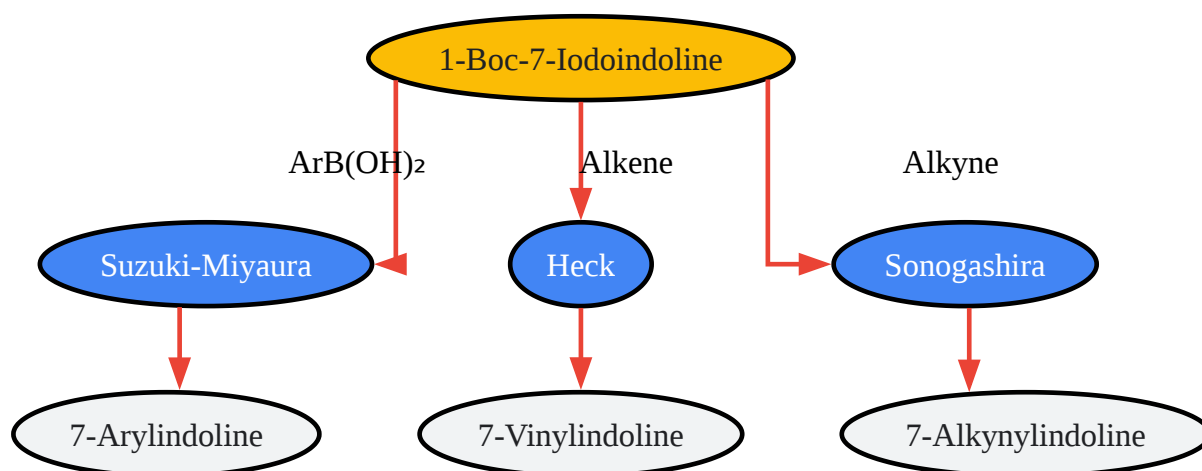 1-Boc-7-Iodoindoline
ArB(OH)₂
Alkene
Alkyne
Suzuki-Miyaura
Heck
Sonogashira
7-Arylindoline
7-Vinylindoline
7-Alkynylindoline